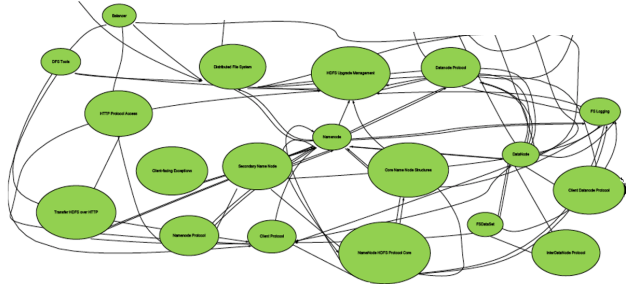 Balancer
DFS Tools
Distributed File System
HDFS Upgrade Management
Datanode Protocol
HTTP Protocol Access
FS Logging
Namenode
DataNode
Client-facing Exceptions
Secondary Name Node
Core Name Node Structures
Client Datanode Protocol
Transfer HDFS over HTTP
Namenode Protocol
Client Protocol
FSDataSet
NameNode HDFS Protocol Core
InterDataNode Protocol